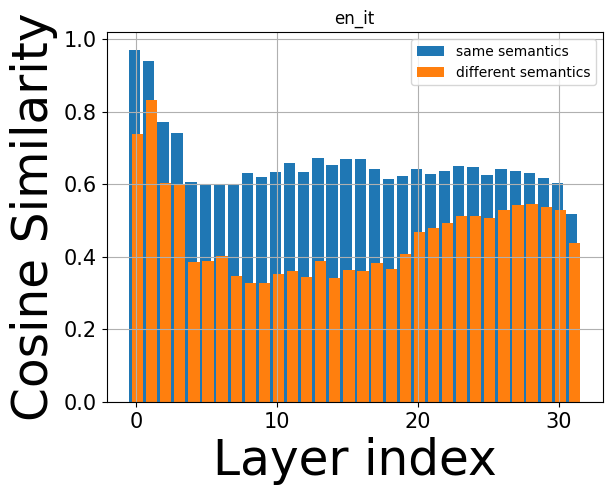 en_it
same semantics
different semantics
Cosine Similarity
1.0
0.8
0.6
0.4
0.2
0.0
0 10 20 30
Layer index